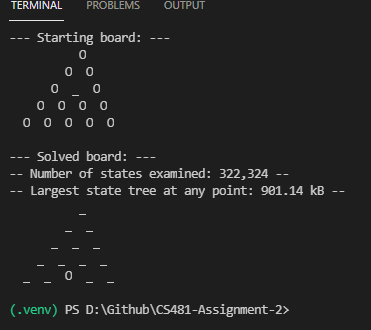 TERMINAL PROBLEMS OUTPUT
--- Starting board: ---
O
O O
O _ O
O O O O
O O O O O
--- Solved board: ---
-- Number of states examined: 322,324 --
-- Largest state tree at any point: 901.14 kB --
_
_ _
_ _ _
_ _ _ _
_ _ O _ _
(.venv) PS D:\Github\CS481-Assignment-2>